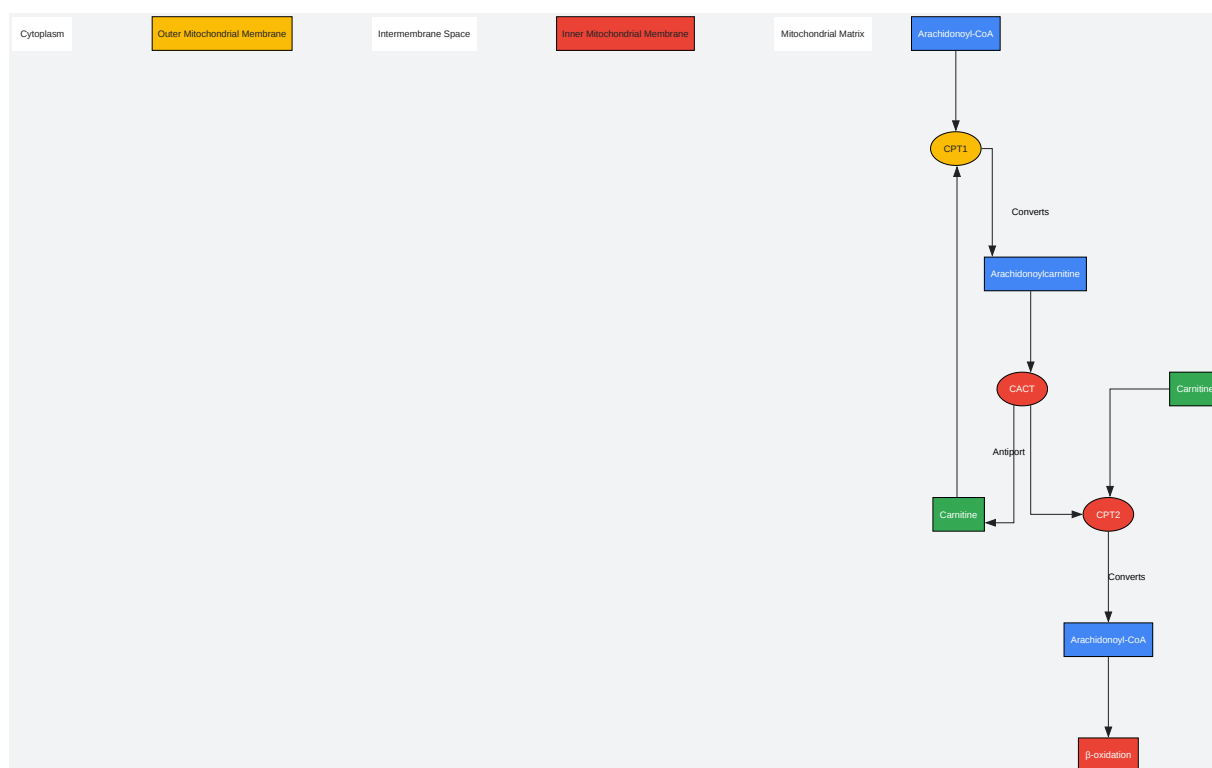 Cytoplasm
Outer Mitochondrial Membrane
Intermembrane Space
Inner Mitochondrial Membrane
Mitochondrial Matrix
Arachidonoyl-CoA
CPT1
Converts
Arachidonoylcarnitine
CACT
Carnitine
Antiport
Carnitine
CPT2
Converts
Arachidonoyl-CoA
β-oxidation